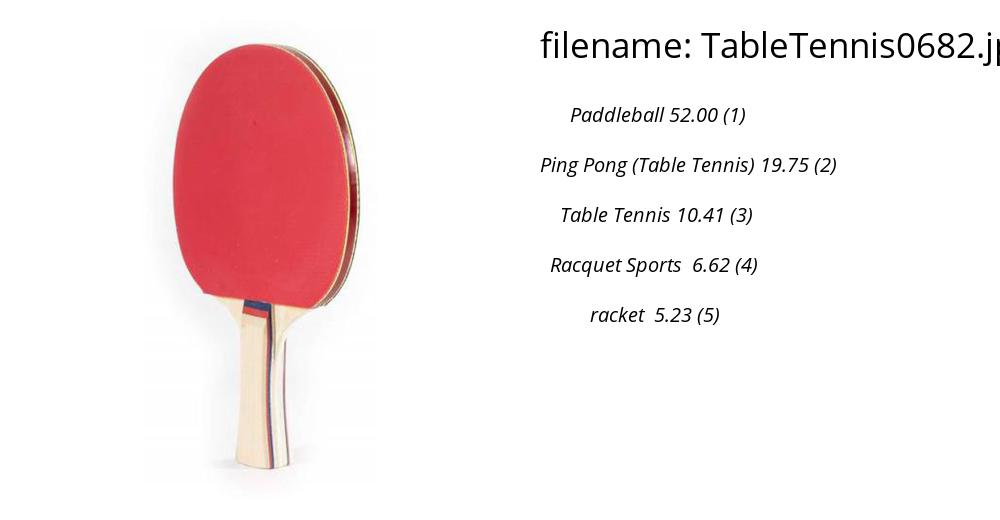 filename: TableTennis0682.jp
Paddleball 52.00 (1)
Ping Pong (Table Tennis) 19.75 (2)
Table Tennis 10.41 (3)
Racquet Sports 6.62 (4)
racket 5.23 (5)